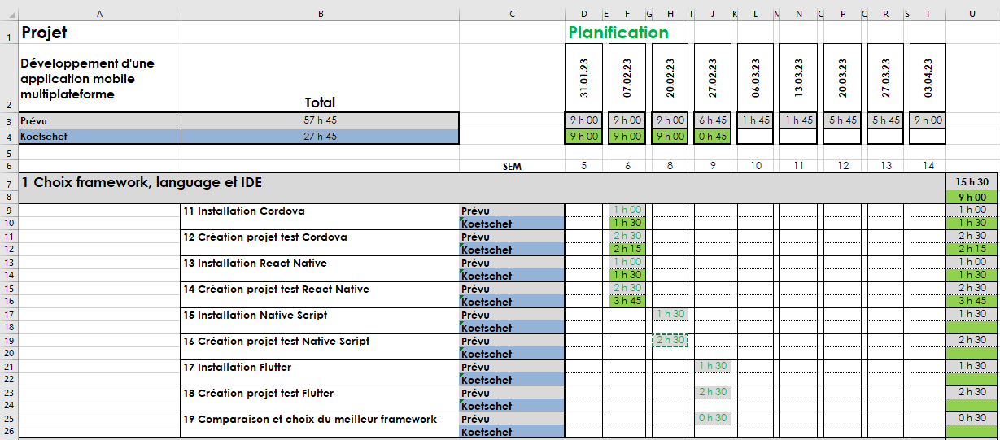 A B C D E F G H I J K L M N O P Q R S T U
1 Projet Planification
2 Développement d'une application mobile multiplateforme Total 31.01.23 07.02.23 20.02.23 27.02.23 06.03.23 13.03.23 20.03.23 27.03.23 03.04.23
3 Prévu 57 h 45 9 h 00 9 h 00 9 h 00 6 h 45 1 h 45 1 h 45 5 h 45 5 h 45 9 h 00
4 Koetschet 27 h 45 9 h 00 9 h 00 9 h 00 0 h 45
5
6 SEM 5 6 8 9 10 11 12 13 14
7 1 Choix framework, language et IDE 15 h 30
8 9 h 00
9 11 Installation Cordova Prévu 1 h 00 1 h 00
10 Koetschet 1 h 30 1 h 30
11 12 Création projet test Cordova Prévu 2 h 30 2 h 30
12 Koetschet 2 h 15 2 h 15
13 13 Installation React Native Prévu 1 h 00 1 h 00
14 Koetschet 1 h 30 1 h 30
15 14 Création projet test React Native Prévu 2 h 30 2 h 30
16 Koetschet 3 h 45 3 h 45
17 15 Installation Native Script Prévu 1 h 30 1 h 30
18 Koetschet
19 16 Création projet test Native Script Prévu 2 h 30 2 h 30
20 Koetschet
21 17 Installation Flutter Prévu 1 h 30 1 h 30
22 Koetschet
23 18 Création projet test Flutter Prévu 2 h 30 2 h 30
24 Koetschet
25 19 Comparaison et choix du meilleur framework Prévu 0 h 30 0 h 30
26 Koetschet